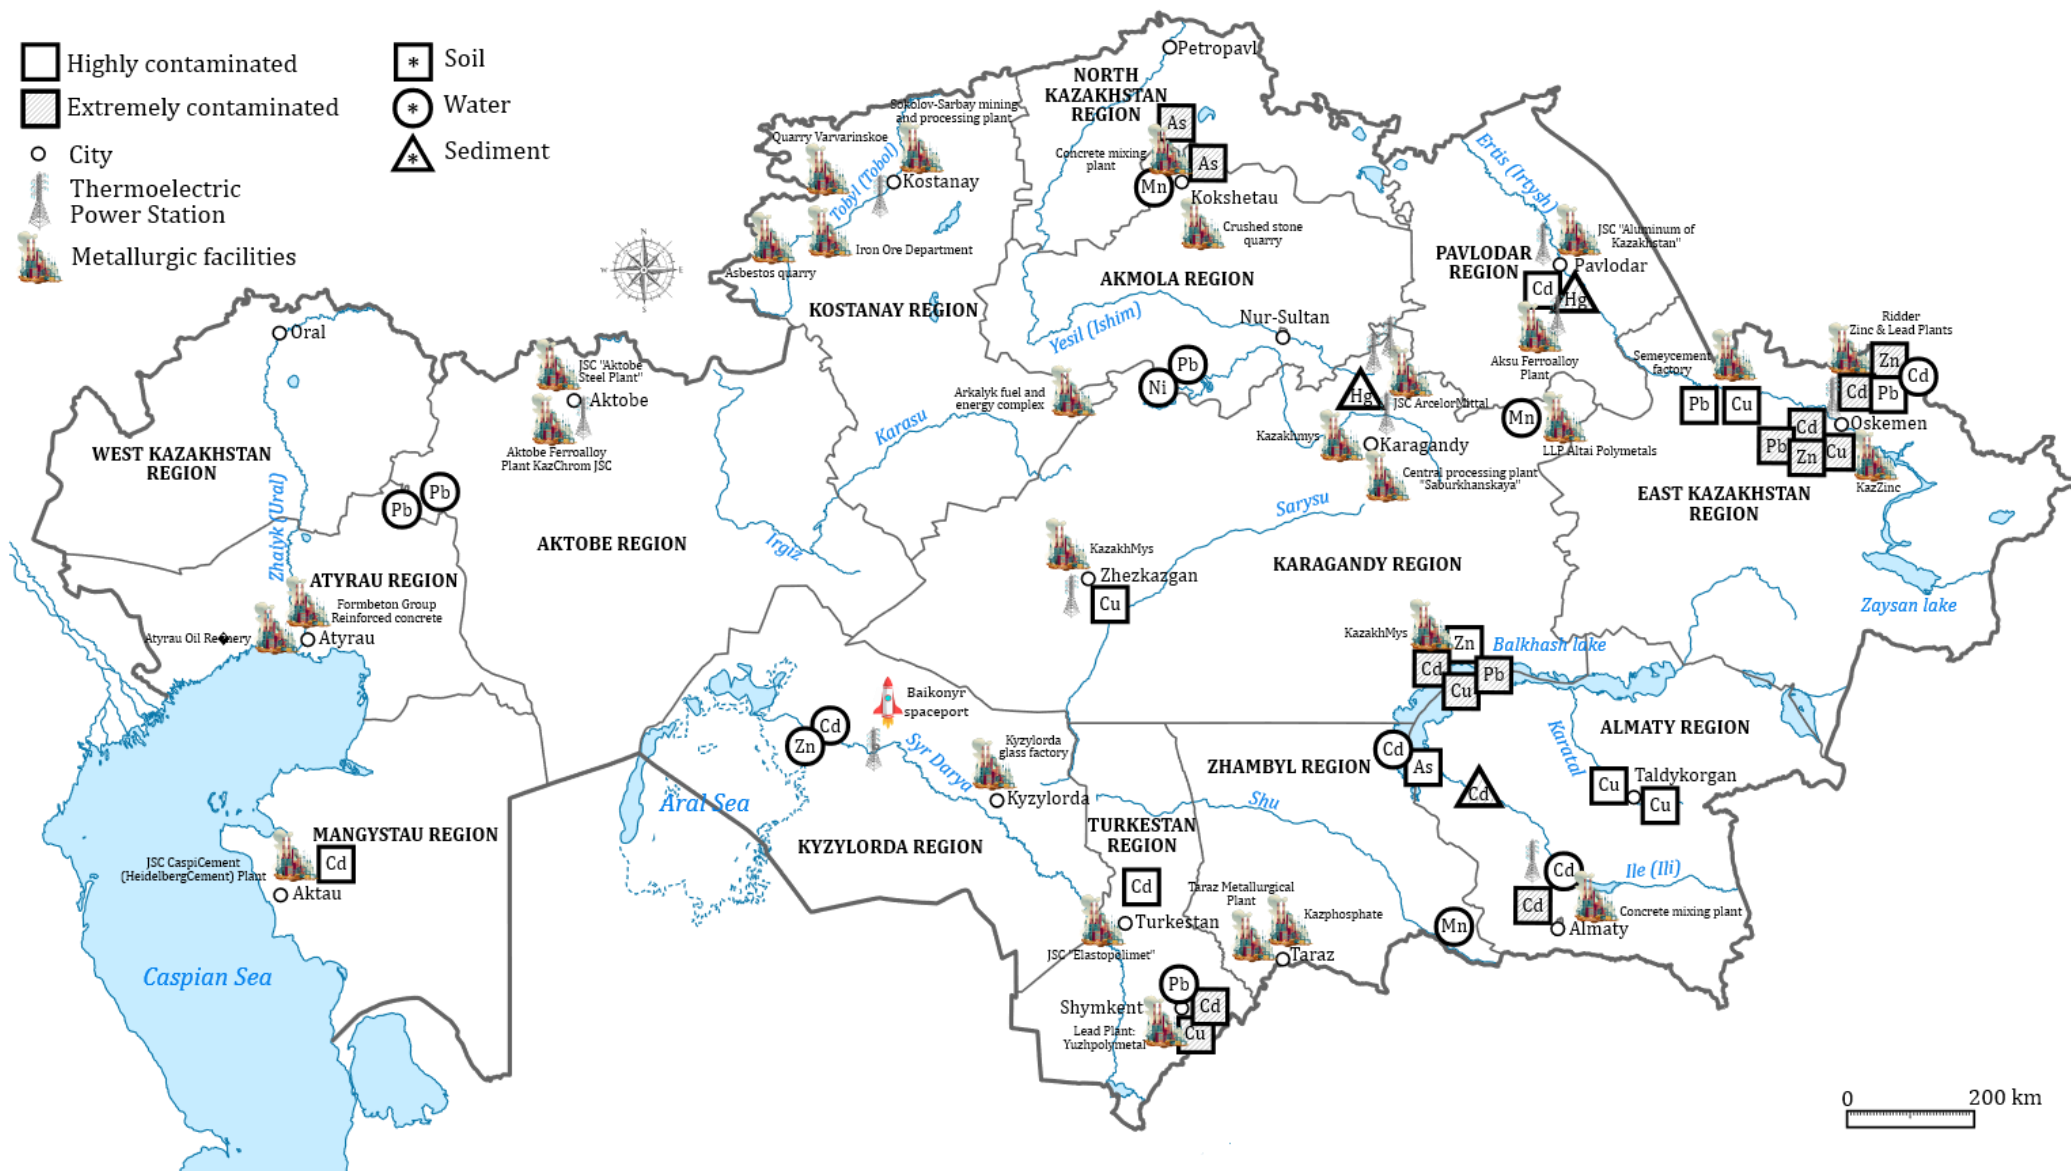 Highly contaminated
Extremely contaminated
City
Thermoelectric
Power Station
Metallurgic facilities
* Soil
* Water
* Sediment
N
W
E
S
Petropavl
NORTH
KAZAKHSTAN
REGION
As
As
Mn
Concrete mixing
plant
Kokshetau
Crushed stone
quarry
Sokolov-Sarbay mining
and processing plant
Quarry Varvarinskoe
Tobyl (Tobol)
Kostanay
Iron Ore Department
Asbestos quarry
KOSTANAY REGION
AKMOLA REGION
Yesil (Ishim)
Nur-Sultan
Pb
Ni
Arkalyk fuel and
energy complex
Karasu
Irgiz
Ertis (Irtysh)
JSC "Aluminum of
Kazakhstan"
PAVLODAR
REGION
Pavlodar
Cd
Hg
Aksu Ferroalloy
Plant
Semeycement
factory
Ridder
Zinc & Lead Plants
Zn
Cd
Cd
Pb
Pb
Cu
Oskemen
Cd
Pb
Zn
Cu
KazZinc
EAST KAZAKHSTAN
REGION
Zaysan lake
Mn
LLP Altai Polymetals
Hg
JSC ArcelorMittal
Kazakhmys
Karagandy
Central processing plant
"Saburkhanskaya"
Sarysu
KARAGANDY REGION
KazakhMys
Zhezkazgan
Cu
Oral
WEST KAZAKHSTAN
REGION
Zhaiyk (Ural)
Pb
Pb
JSC "Aktobe
Steel Plant"
Aktobe
Aktobe Ferroalloy
Plant KazChrom JSC
AKTOBE REGION
ATYRAU REGION
Formbeton Group
Reinforced concrete
Atyrau Oil Re�nery
Atyrau
MANGYSTAU REGION
JSC CaspiCement
(HeidelbergCement) Plant
Cd
Aktau
Caspian Sea
Aral Sea
Baikonyr
spaceport
Cd
Zn
Syr Darya
Kyzylorda
glass factory
Kyzylorda
KYZYLORDA REGION
KazakhMys
Zn
Cd
Pb
Cu
Balkhash lake
ALMATY REGION
Karatal
Cu
Taldykorgan
Cu
Cd
As
Cd
ZHAMBYL REGION
Shu
TURKESTAN
REGION
Cd
Turkestan
JSC "Elastopolimet"
Taraz Metallurgical
Plant
Kazphosphate
Taraz
Mn
Cd
Cd
Ile (Ili)
Concrete mixing plant
Almaty
Pb
Shymkent
Cd
Cu
Lead Plant:
Yuzhpolymetal
0 200 km